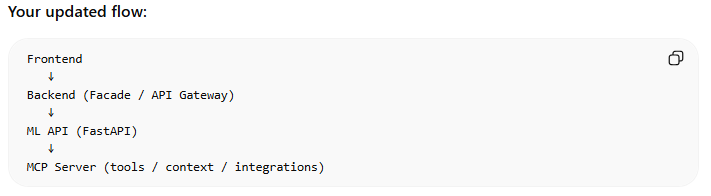 Your updated flow:
Frontend
↓
Backend (Facade / API Gateway)
↓
ML API (FastAPI)
↓
MCP Server (tools / context / integrations)